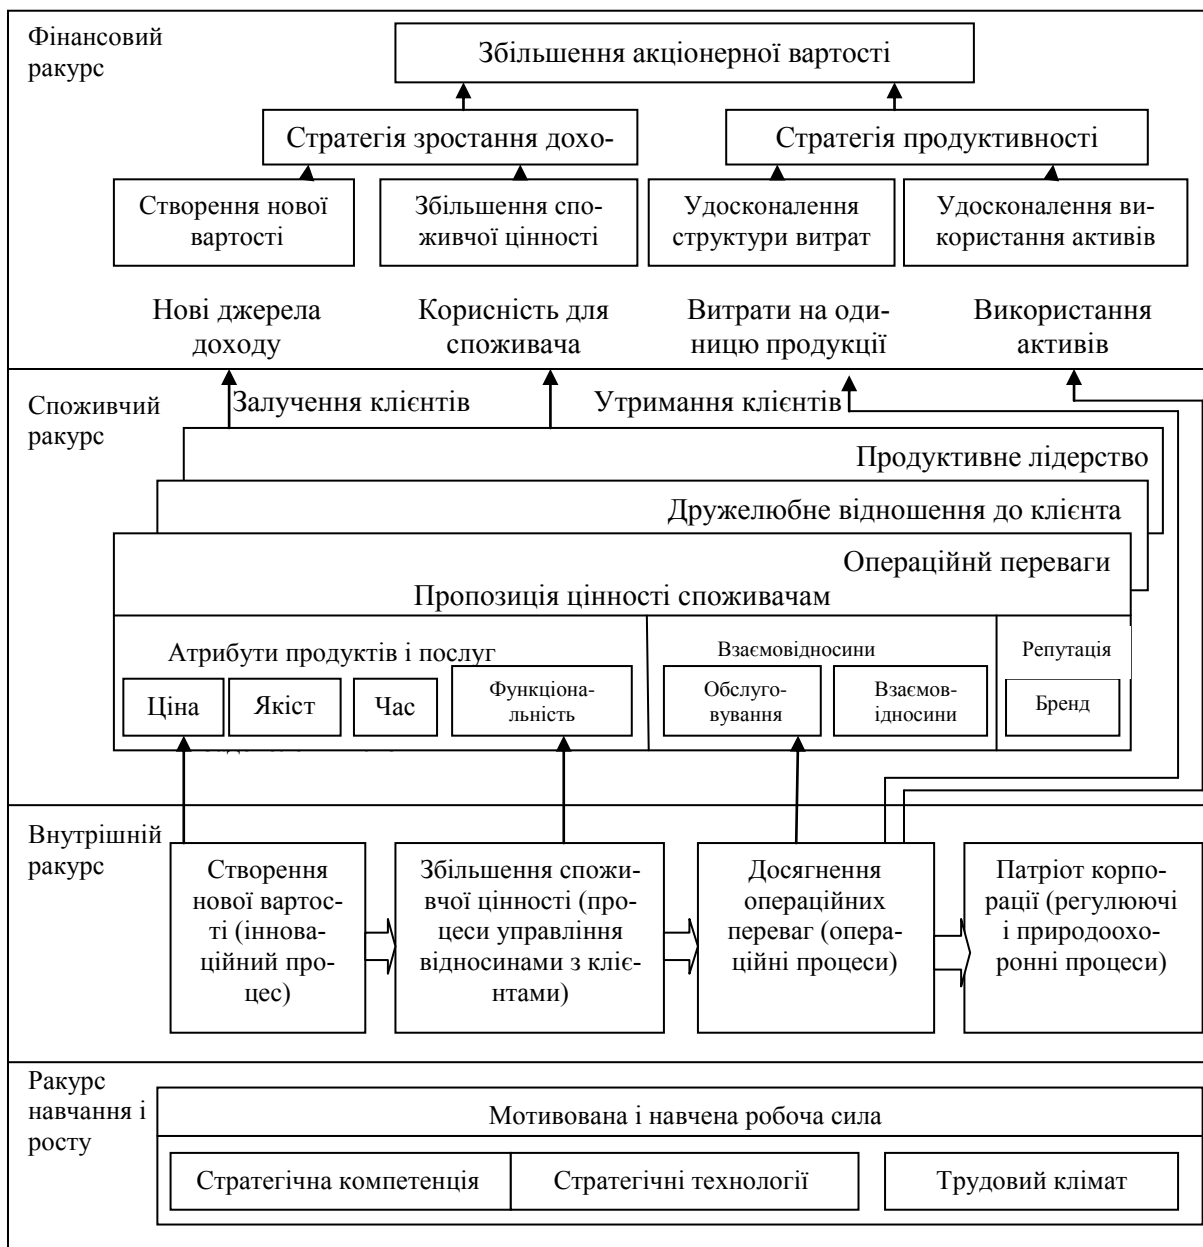 Фінансовий
ракурс
Збільшення акціонерної вартості
Стратегія зростання дохо-
Стратегія продуктивності
Створення нової
вартості
Збільшення спо-
живчої цінності
Удосконалення
структури витрат
Удосконалення ви-
користання активів
Нові джерела
доходу
Корисність для
споживача
Витрати на оди-
ницю продукції
Використання
активів
Споживчий
ракурс
Залучення клієнтів
Утримання клієнтів
Продуктивне лідерство
Дружелюбне відношення до клієнта
Операційнй переваги
Пропозиція цінності споживачам
Атрибути продуктів і послуг
Взаємовідносини
Репутація
Ціна
Якіст
Час
Функціона-
льність
Обслуго-
вування
Взаємов-
ідносини
Бренд
Внутрішній
ракурс
Створення
нової вартос-
ті (іннова-
ційний про-
цес)
Збільшення спожи-
вчої цінності (про-
цеси управління
відносинами з кліє-
нтами)
Досягнення
операційних
переваг (опера-
ційні процеси)
Патріот корпо-
рації (регулюючі
і природоохо-
ронні процеси)
Ракурс
навчання і
росту
Мотивована і навчена робоча сила
Стратегічна компетенція
Стратегічні технології
Трудовий клімат